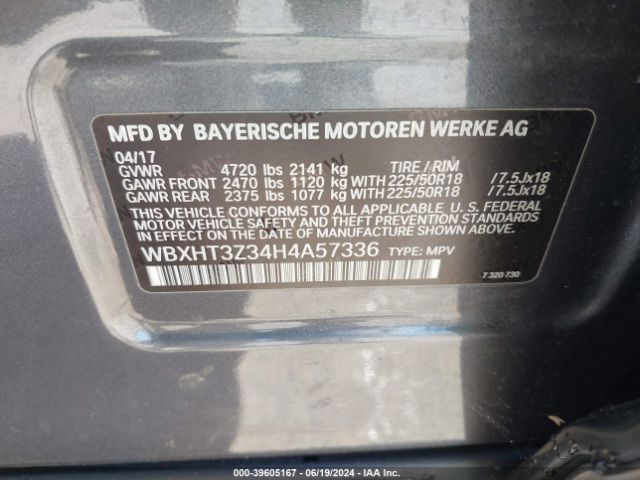 MFD BY BAYERISCHE MOTOREN WERKE AG
04/17
GVWR 4720 lbs 2141 kg TIRE / RIM
GAWR FRONT 2470 lbs 1120 kg WITH 225/50R18 /7.5Jx18
GAWR REAR 2375 lbs 1077 kg WITH 225/50R18 /7.5Jx18
THIS VEHICLE CONFORMS TO ALL APPLICABLE U. S. FEDERAL
MOTOR VEHICLE SAFETY, BUMPER, AND THEFT PREVENTION
STANDARDS IN EFFECT ON THE DATE OF MANUFACTURE SHOWN ABOVE.
WBXHT3Z34H4A57336 TYPE: MPV
7 320 730
000-39605167 - 06/19/2024 - IAA Inc.